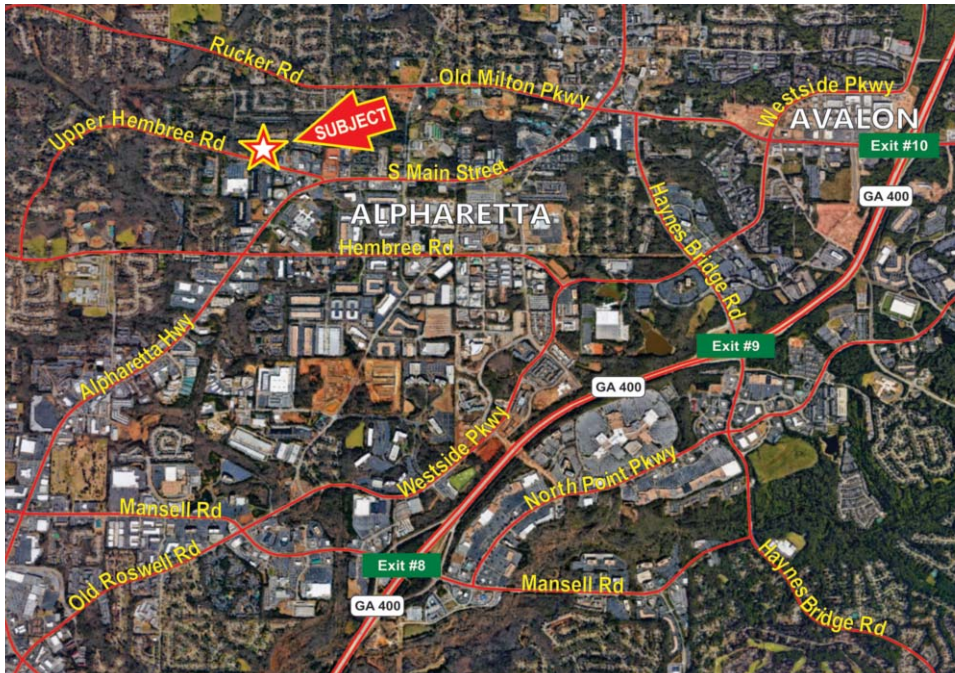 Rucker Rd
Old Milton Pkwy
Westside Pkwy
AVALON
Exit #10
Upper Hembree Rd
SUBJECT
S Main Street
GA 400
ALPHARETTA
Haynes Bridge Rd
Hembree Rd
Exit #9
Alpharetta Hwy
GA 400
Westside Pkwy
North Point Pkwy
Mansell Rd
Old Roswell Rd
Exit #8
Mansell Rd
Haynes Bridge Rd
GA 400